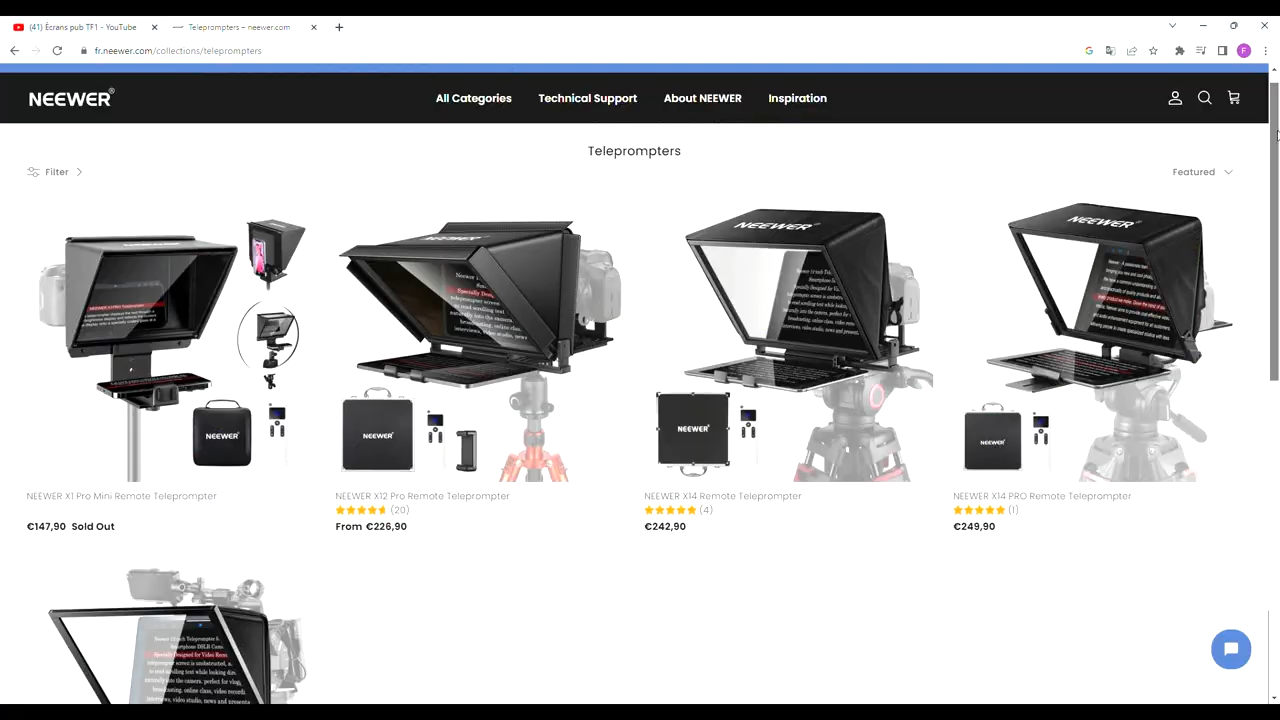 (41) Écrans pub TF1 - YouTube
Teleprompters – neewer.com
fr.neewer.com/collections/teleprompters
F
NEEWER®
All Categories
Technical Support
About NEEWER
Inspiration
Teleprompters
Filter
Featured
NEEWER
NEEWER
NEEWER
NEEWER
NEEWER
NEEWER
NEEWER
NEEWER X1 Pro Mini Remote Teleprompter
€147,90 Sold Out
NEEWER X12 Pro Remote Teleprompter
(20)
From €226,90
NEEWER X14 Remote Teleprompter
(4)
€242,90
NEEWER X14 PRO Remote Teleprompter
(1)
€249,90